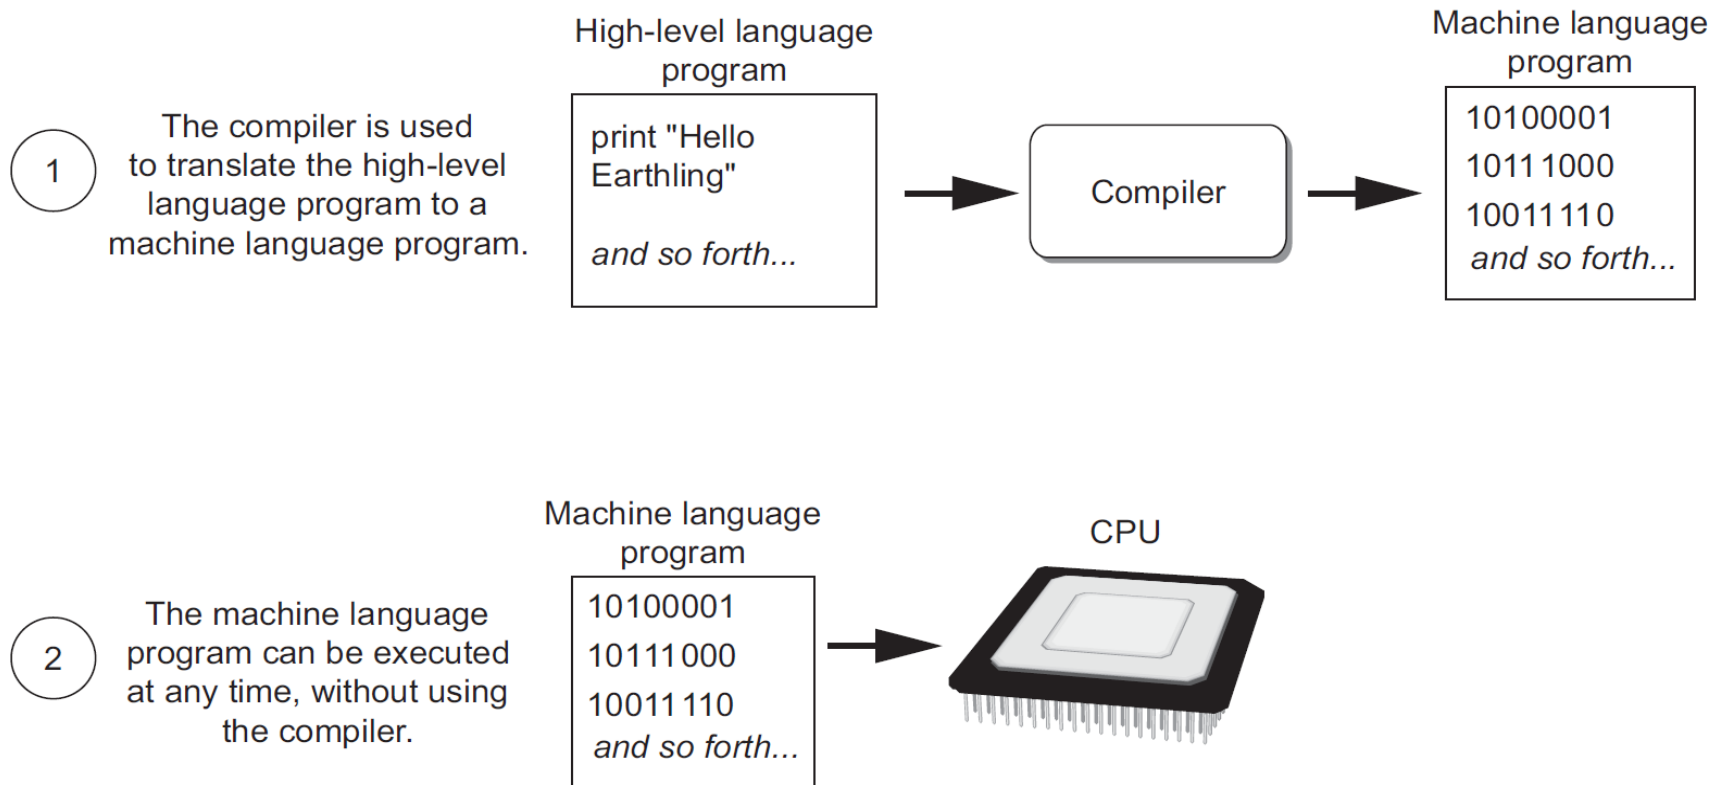 High-level language
program
Machine language
program
1
The compiler is used
to translate the high-level
language program to a
machine language program.
print "Hello
Earthling"
and so forth...
Compiler
10100001
10111000
10011110
and so forth...
Machine language
program
CPU
2
The machine language
program can be executed
at any time, without using
the compiler.
10100001
10111000
10011110
and so forth...